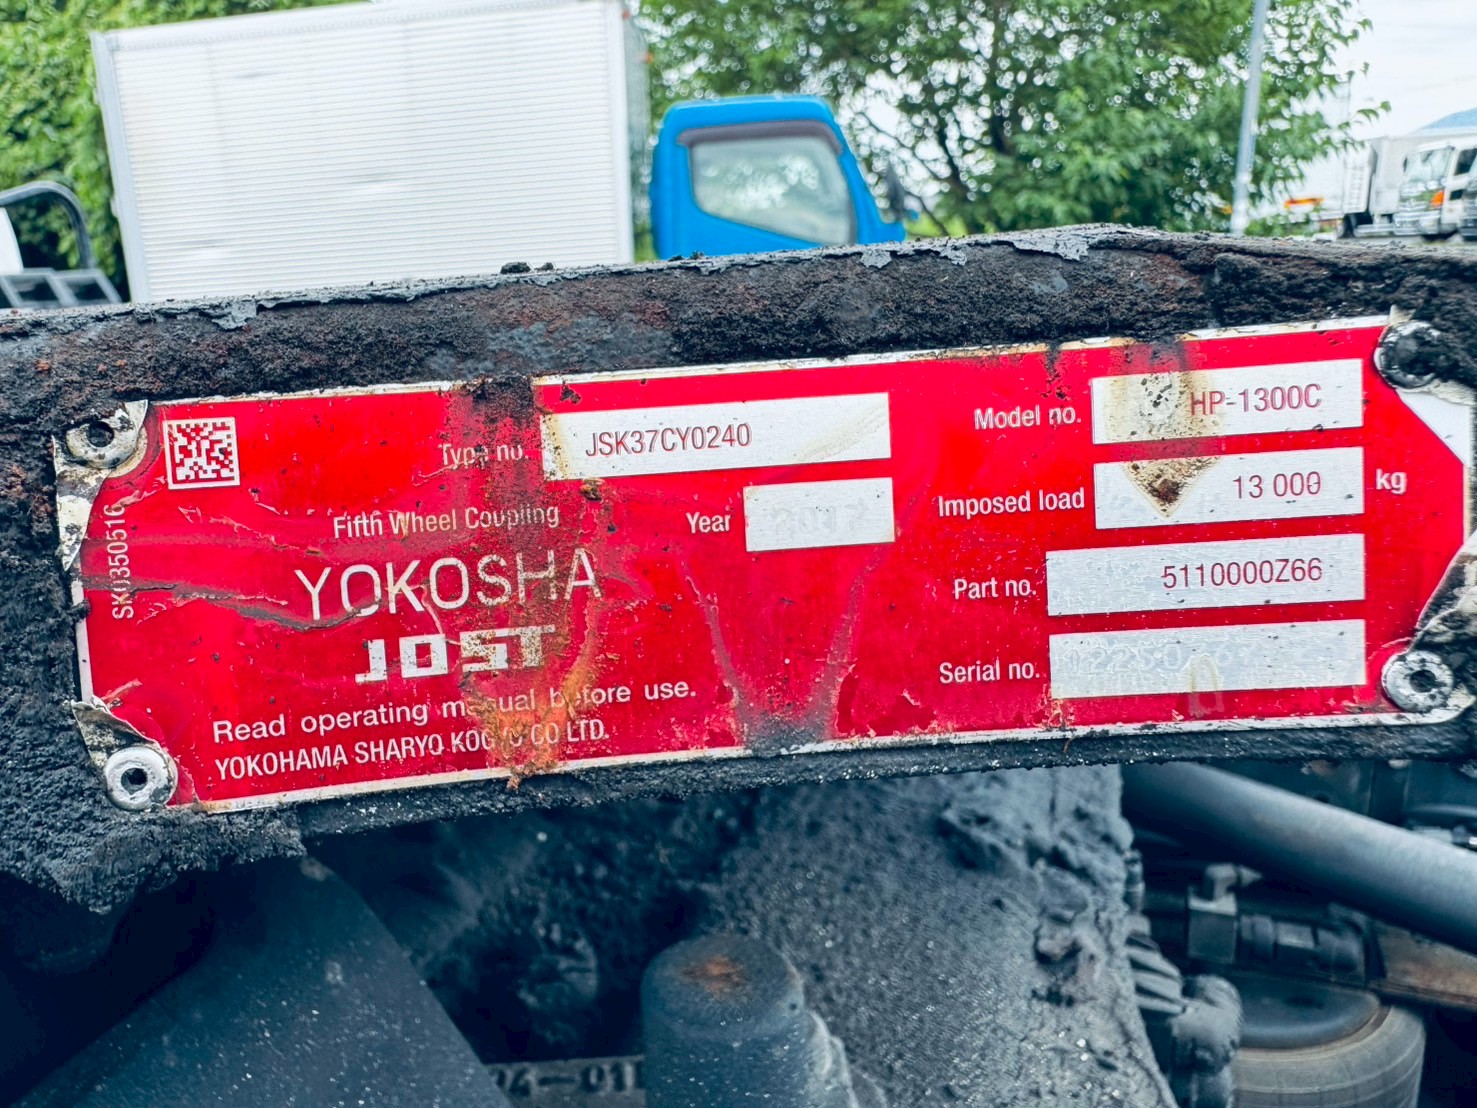 Type no. JSK37CY0240
Model no. HP-1300C
Fifth Wheel Coupling
Year 2017
Imposed load 13 000 kg
YOKOSHA
JOST
Part no. 5110000Z66
Serial no.
Read operating manual before use.
YOKOHAMA SHARYO KOGYO CO LTD.
SK0350516